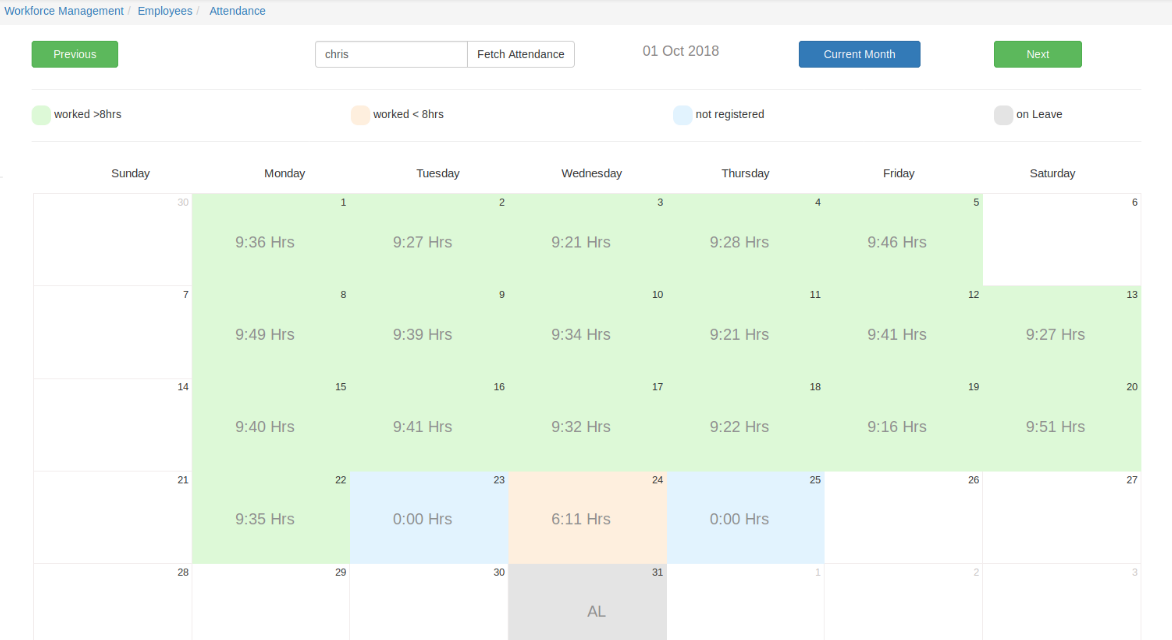 Workforce Management / Employees / Attendance
Previous chris Fetch Attendance 01 Oct 2018 Current Month Next
worked >8hrs worked < 8hrs not registered on Leave
Sunday Monday Tuesday Wednesday Thursday Friday Saturday
30 1 2 3 4 5 6
9:36 Hrs 9:27 Hrs 9:21 Hrs 9:28 Hrs 9:46 Hrs
7 8 9 10 11 12 13
9:49 Hrs 9:39 Hrs 9:34 Hrs 9:21 Hrs 9:41 Hrs 9:27 Hrs
14 15 16 17 18 19 20
9:40 Hrs 9:41 Hrs 9:32 Hrs 9:22 Hrs 9:16 Hrs 9:51 Hrs
21 22 23 24 25 26 27
9:35 Hrs 0:00 Hrs 6:11 Hrs 0:00 Hrs
28 29 30 31 1 2 3
AL